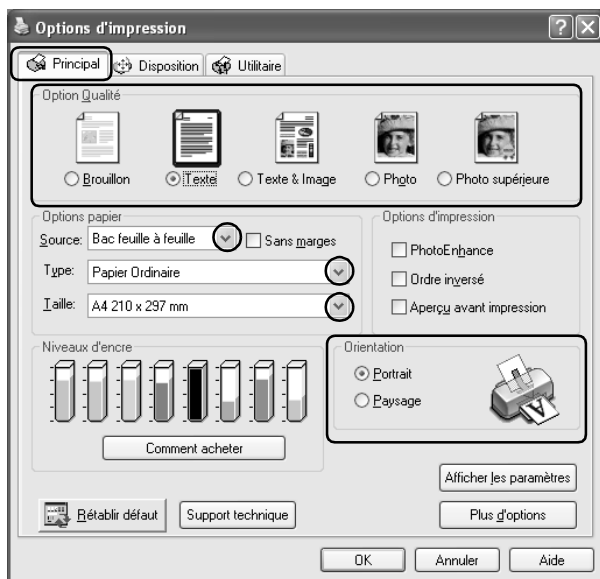 Options d'impression
Principal Disposition Utilitaire
Option Qualité
Brouillon Texte Texte & Image Photo Photo supérieure
Options papier
Source: Bac feuille à feuille Sans marges
Type: Papier Ordinaire
Taille: A4 210 x 297 mm
Options d'impression
PhotoEnhance
Ordre inversé
Aperçu avant impression
Niveaux d'encre
Comment acheter
Orientation
Portrait
Paysage
A
Afficher les paramètres
Rétablir défaut Support technique Plus d'options
OK Annuler Aide